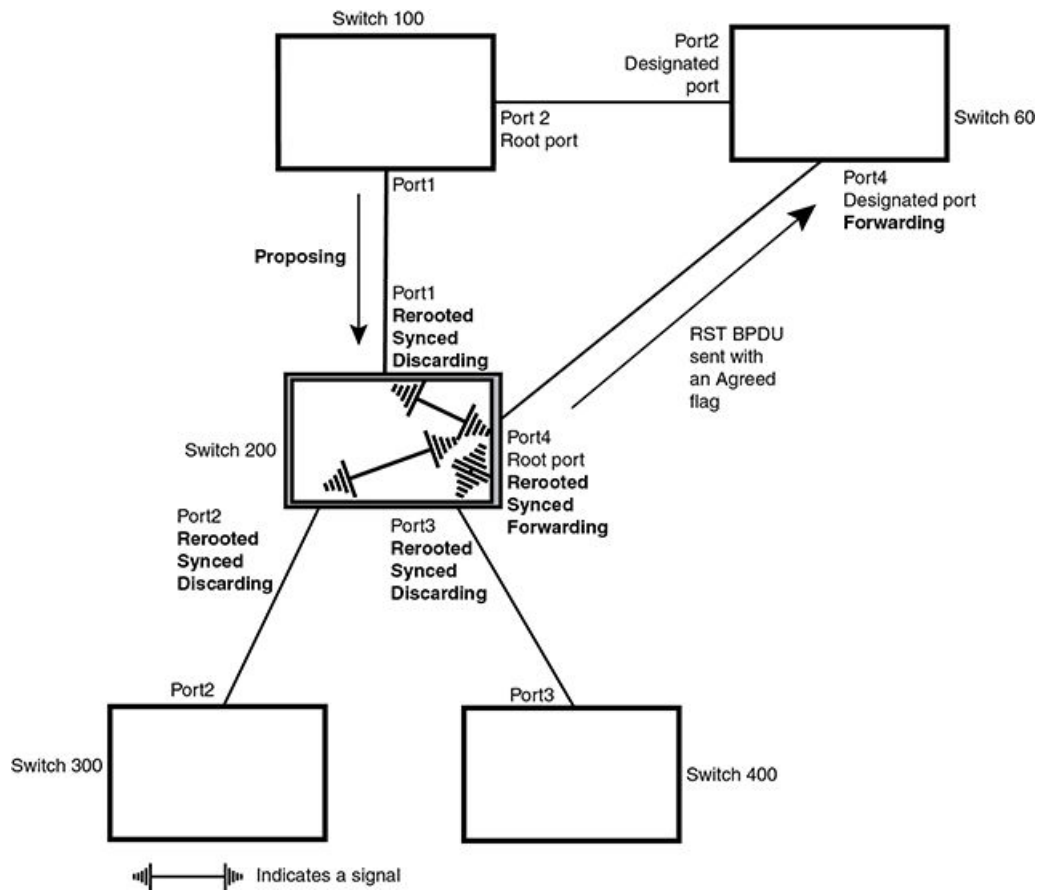 Switch 100
Port2
Designated
port
Switch 60
Port 2
Root port
Port1
Port4
Designated port
Forwarding
Proposing
Port1
Rerooted
Synced
Discarding
RST BPDU
sent with
an Agreed
flag
Switch 200
Port4
Root port
Rerooted
Synced
Forwarding
Port2
Rerooted
Synced
Discarding
Port3
Rerooted
Synced
Discarding
Port2
Port3
Switch 300
Switch 400
Indicates a signal